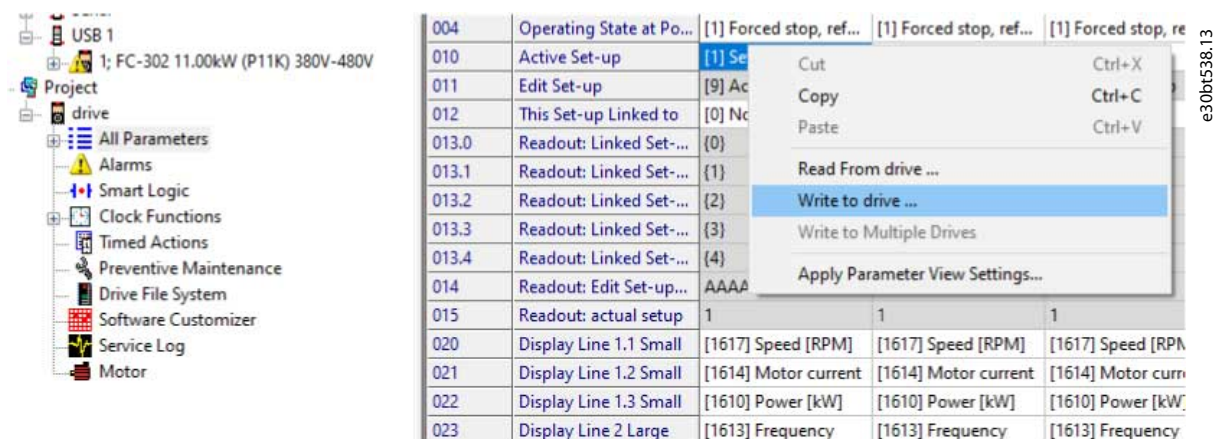 USB 1
1; FC-302 11.00kW (P11K) 380V-480V
Project
drive
All Parameters
Alarms
Smart Logic
Clock Functions
Timed Actions
Preventive Maintenance
Drive File System
Software Customizer
Service Log
Motor
004 Operating State at Po... [1] Forced stop, ref... [1] Forced stop, ref... [1] Forced stop, re
010 Active Set-up [1] Se
011 Edit Set-up [9] Ac
012 This Set-up Linked to [0] No
013.0 Readout: Linked Set-... {0}
013.1 Readout: Linked Set-... {1}
013.2 Readout: Linked Set-... {2}
013.3 Readout: Linked Set-... {3}
013.4 Readout: Linked Set-... {4}
014 Readout: Edit Set-up... AAAA
015 Readout: actual setup 1 1 1
020 Display Line 1.1 Small [1617] Speed [RPM] [1617] Speed [RPM] [1617] Speed [RPM
021 Display Line 1.2 Small [1614] Motor current [1614] Motor current [1614] Motor curr
022 Display Line 1.3 Small [1610] Power [kW] [1610] Power [kW] [1610] Power [kW]
023 Display Line 2 Large [1613] Frequency [1613] Frequency [1613] Frequency
Cut Ctrl+X
Copy Ctrl+C
Paste Ctrl+V
Read From drive ...
Write to drive ...
Write to Multiple Drives
Apply Parameter View Settings...
e30bt538.13